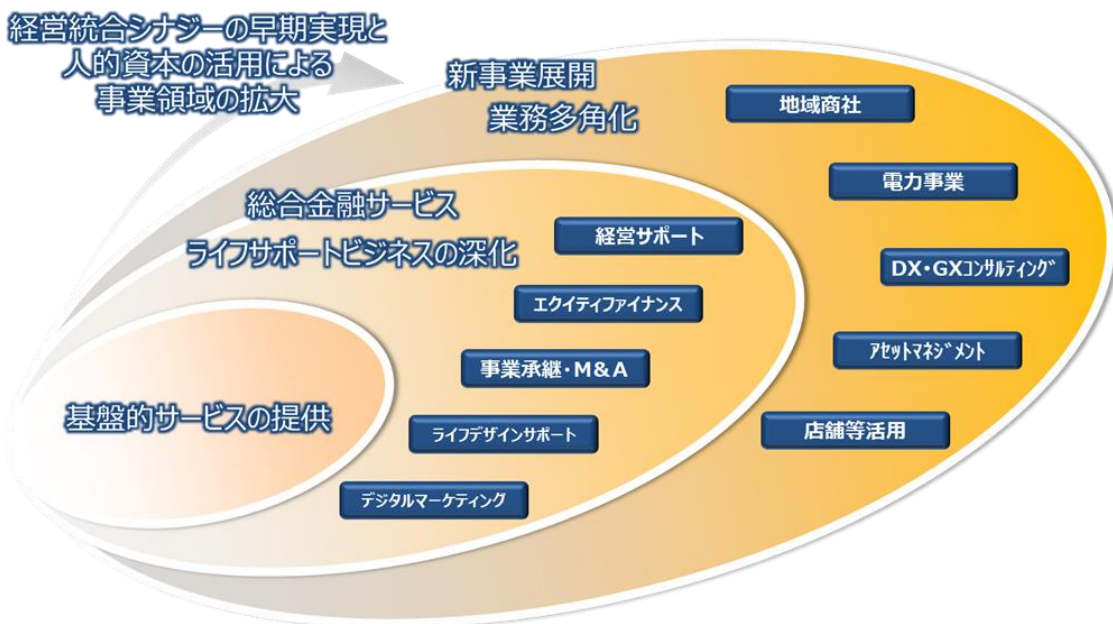 経営統合シナジーの早期実現と
人的資本の活用による
事業領域の拡大
新事業展開
業務多角化
地域商社
電力事業
DX・GXｺﾝｻﾙﾃｨﾝｸﾞ
ｱｾｯﾄﾏﾈｼﾞﾒﾝﾄ
店舗等活用
総合金融サービス
ライフサポートビジネスの深化
経営サポート
エクイティファイナンス
事業承継・M&A
ライフデザインサポート
デジタルマーケティング
基盤的サービスの提供